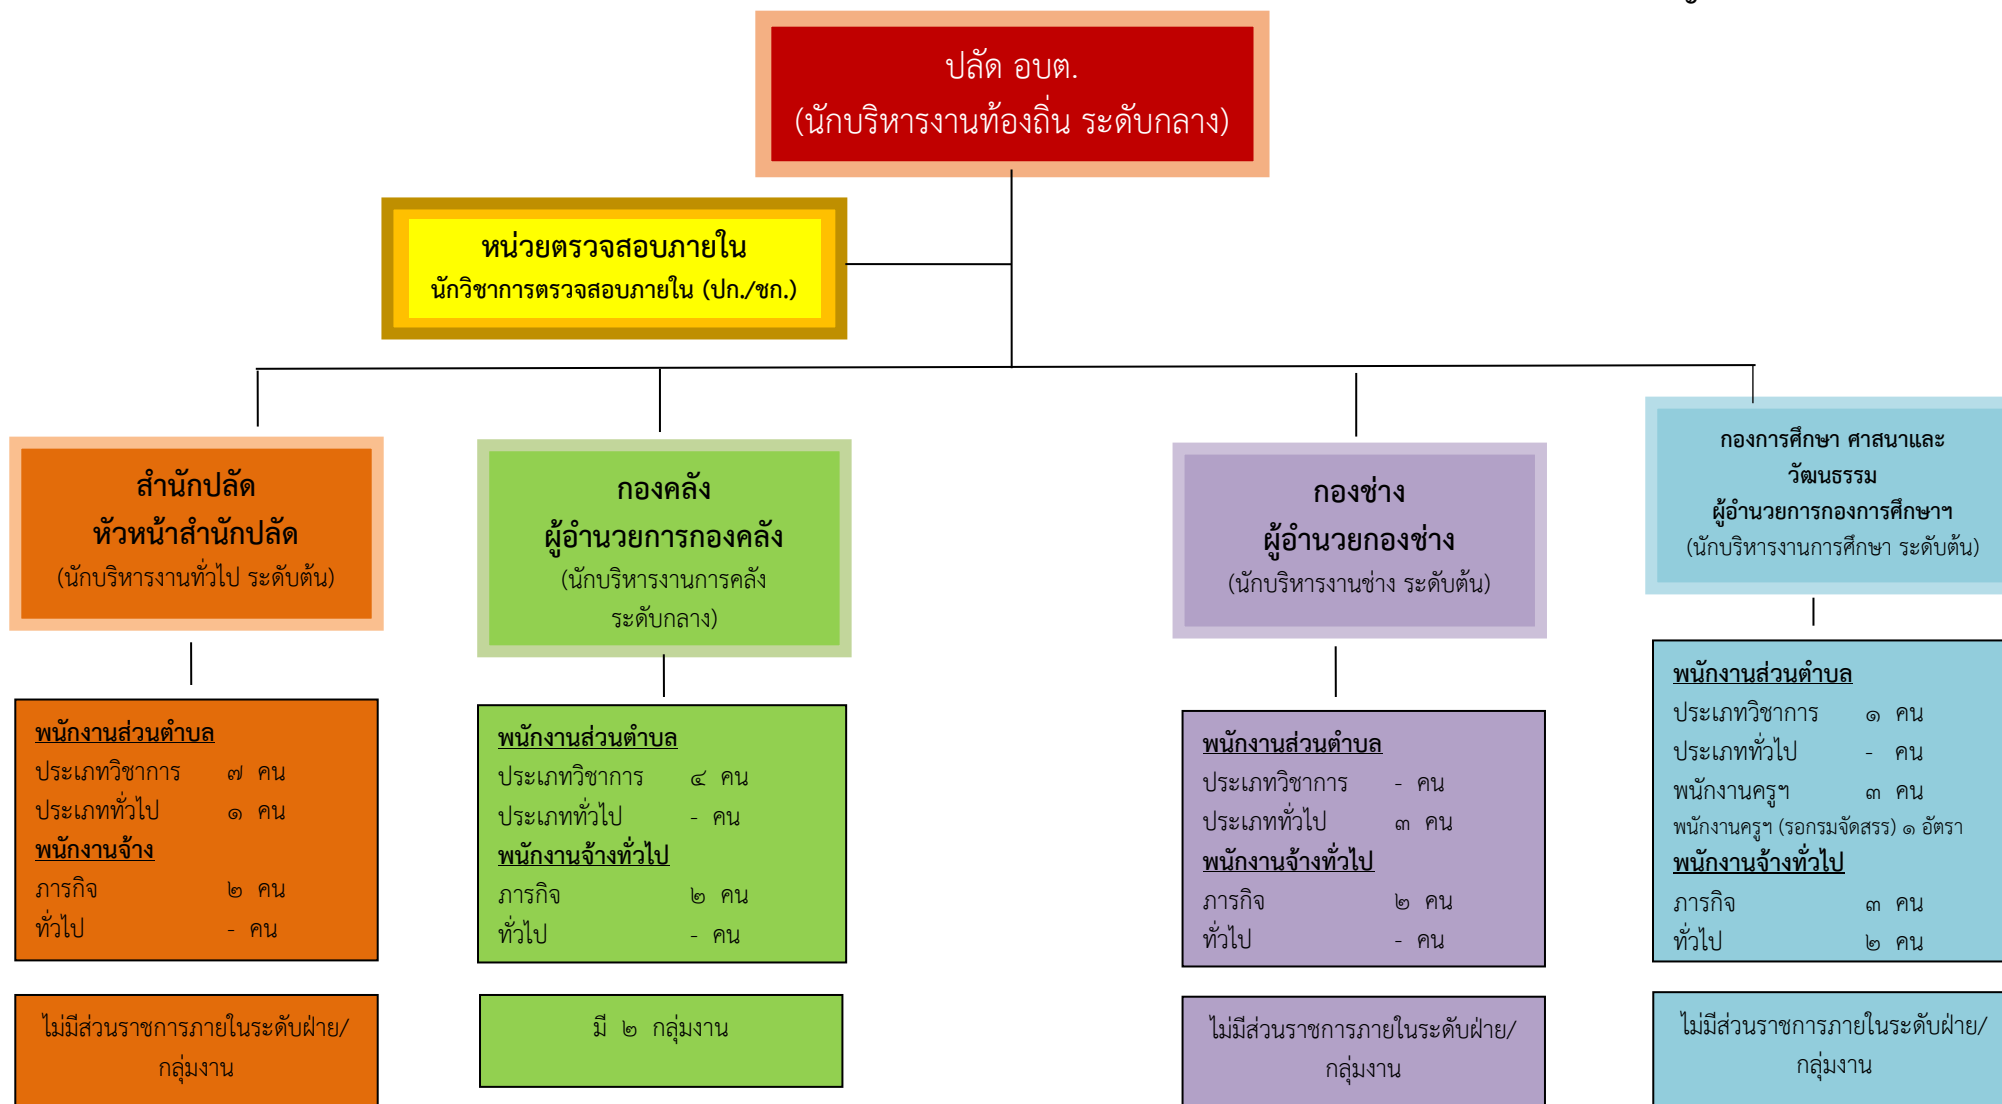 ปลัด อบต.
(นักบริหารงานท้องถิ่น ระดับกลาง)
หน่วยตรวจสอบภายใน
นักวิชาการตรวจสอบภายใน (ปก./ชก.)
สำนักปลัด
หัวหน้าสำนักปลัด
(นักบริหารงานทั่วไป ระดับต้น)
พนักงานส่วนตำบล
ประเภทวิชาการ ๗ คน
ประเภททั่วไป ๑ คน
พนักงานจ้าง
ภารกิจ ๒ คน
ทั่วไป - คน
ไม่มีส่วนราชการภายในระดับฝ่าย/
กลุ่มงาน
กองคลัง
ผู้อำนวยการกองคลัง
(นักบริหารงานการคลัง
ระดับกลาง)
พนักงานส่วนตำบล
ประเภทวิชาการ ๔ คน
ประเภททั่วไป - คน
พนักงานจ้างทั่วไป
ภารกิจ ๒ คน
ทั่วไป - คน
มี ๒ กลุ่มงาน
กองช่าง
ผู้อำนวยกองช่าง
(นักบริหารงานช่าง ระดับต้น)
พนักงานส่วนตำบล
ประเภทวิชาการ - คน
ประเภททั่วไป ๓ คน
พนักงานจ้างทั่วไป
ภารกิจ ๒ คน
ทั่วไป - คน
ไม่มีส่วนราชการภายในระดับฝ่าย/
กลุ่มงาน
กองการศึกษา ศาสนาและ
วัฒนธรรม
ผู้อำนวยการกองการศึกษาฯ
(นักบริหารงานการศึกษา ระดับต้น)
พนักงานส่วนตำบล
ประเภทวิชาการ ๑ คน
ประเภททั่วไป - คน
พนักงานครูฯ ๓ คน
พนักงานครูฯ (รอกรมจัดสรร) ๑ อัตรา
พนักงานจ้างทั่วไป
ภารกิจ ๓ คน
ทั่วไป ๒ คน
ไม่มีส่วนราชการภายในระดับฝ่าย/
กลุ่มงาน